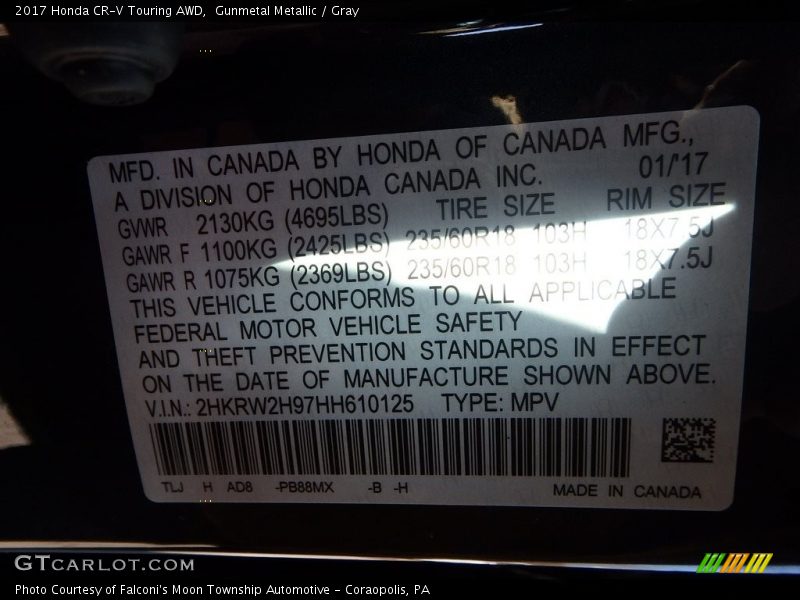 2017 Honda CR-V Touring AWD,  Gunmetal Metallic / Gray
MFD. IN CANADA BY HONDA OF CANADA MFG.,
A DIVISION OF HONDA CANADA INC. 01/'17
GVWR 2130KG (4695LBS) TIRE SIZE RIM SIZE
GAWR F 1100KG (2425LBS) 235/60R18 103H 18X7.5J
GAWR R 1075KG (2369LBS) 235/60R18 103H 18X7.5J
THIS VEHICLE CONFORMS TO ALL APPLICABLE
FEDERAL MOTOR VEHICLE SAFETY
AND THEFT PREVENTION STANDARDS IN EFFECT
ON THE DATE OF MANUFACTURE SHOWN ABOVE.
V.I.N.: 2HKRW2H97HH610125 TYPE: MPV
TLJ H AD8 -PB88MX -B -H MADE IN CANADA
GTCARLOT.COM
Photo Courtesy of Falconi's Moon Township Automotive - Coraopolis, PA